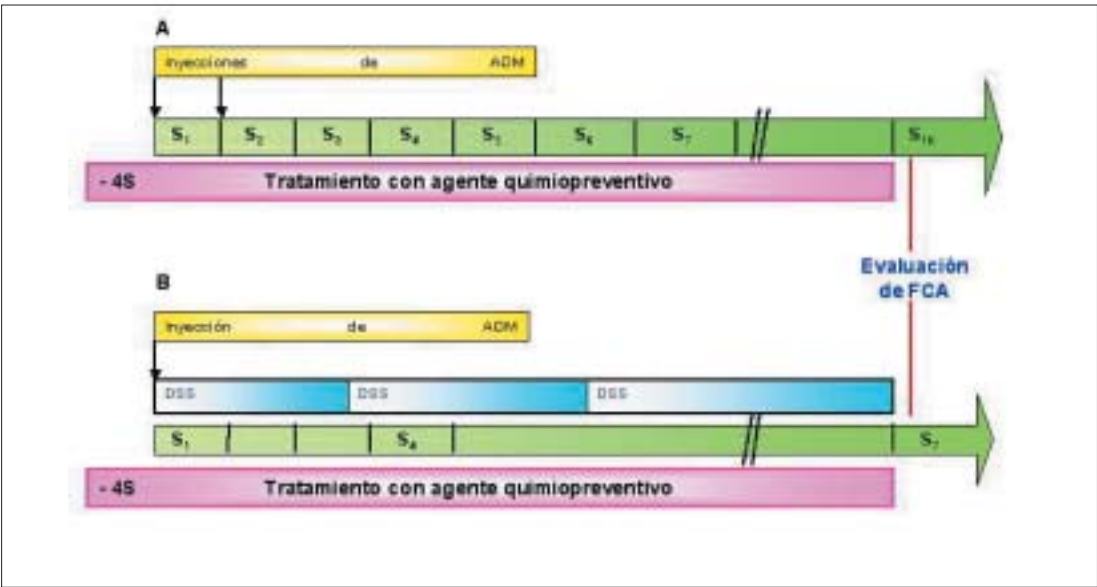 A
Inyecciones de ADM
S1 S2 S3 S4 S5 S6 S7
- 4S Tratamiento con agente quimiopreventivo
Evaluación
de FCA
B
Inyección de ADM
DSS DSS DSS
S1 S4 S7
- 4S Tratamiento con agente quimiopreventivo